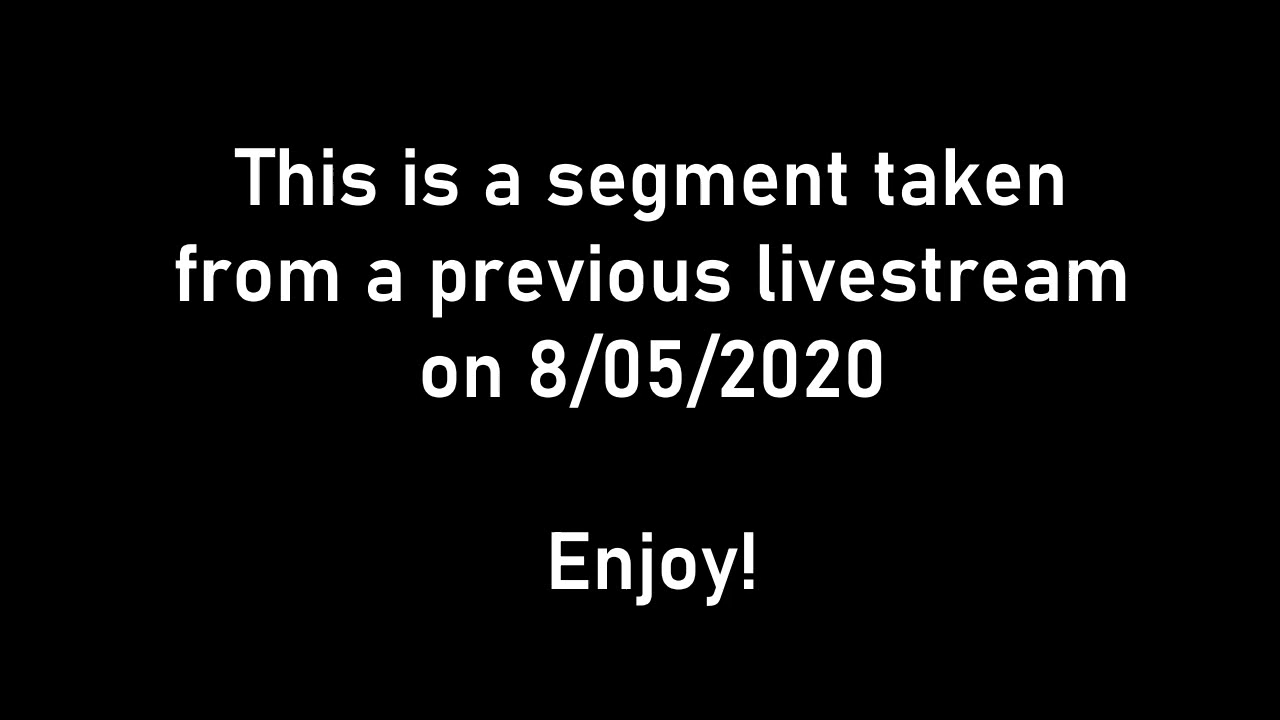 This is a segment taken
from a previous livestream
on 8/05/2020
Enjoy!